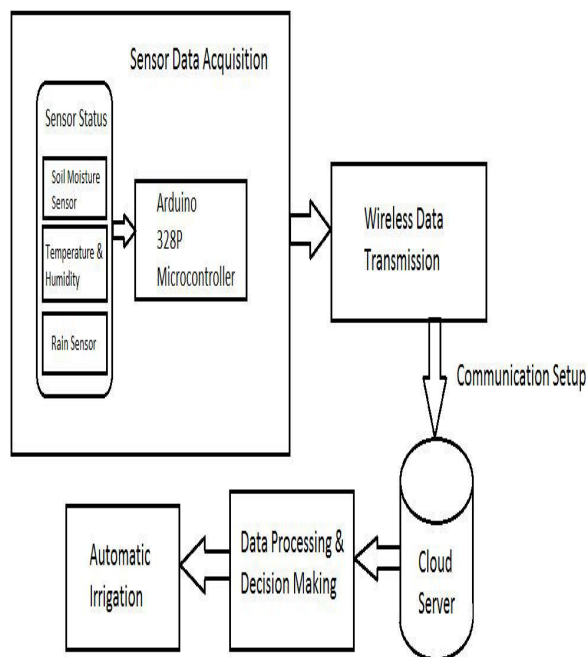 Sensor Data Acquisition
Sensor Status
Soil Moisture
Sensor
Temperature &
Humidity
Rain Sensor
Arduino
328P
Microcontroller
Wireless Data
Transmission
Communication Setup
Cloud
Server
Data Processing &
Decision Making
Automatic
Irrigation